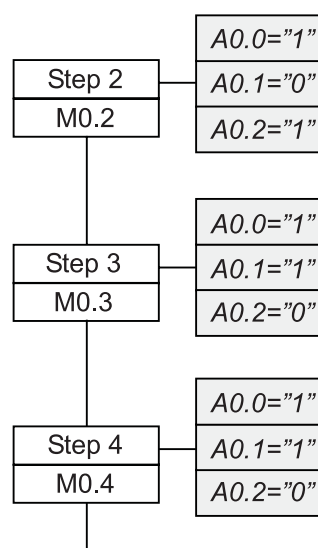 A0.0="1"
Step 2
A0.1="0"
M0.2
A0.2="1"
A0.0="1"
Step 3
A0.1="1"
M0.3
A0.2="0"
A0.0="1"
Step 4
A0.1="1"
M0.4
A0.2="0"